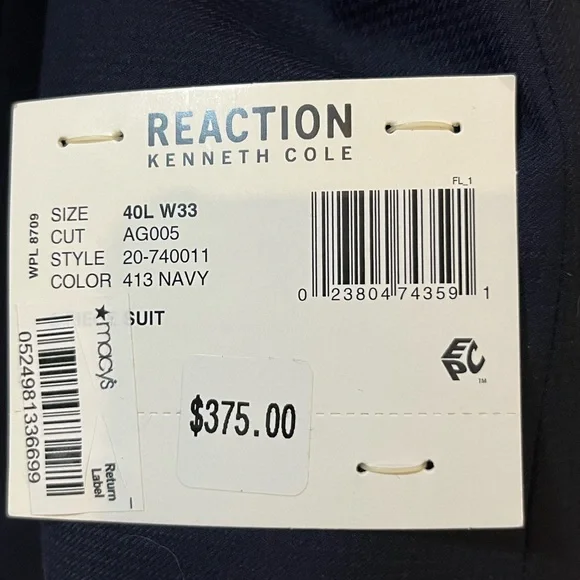 REACTION
KENNETH COLE
FL_1
WPL 8709
SIZE 40L W33
CUT AG005
STYLE 20-740011
COLOR 413 NAVY
0 23804 74359 1
SUIT
EPC
TM
★macy's
0524981336699
Return
Label
$375.00